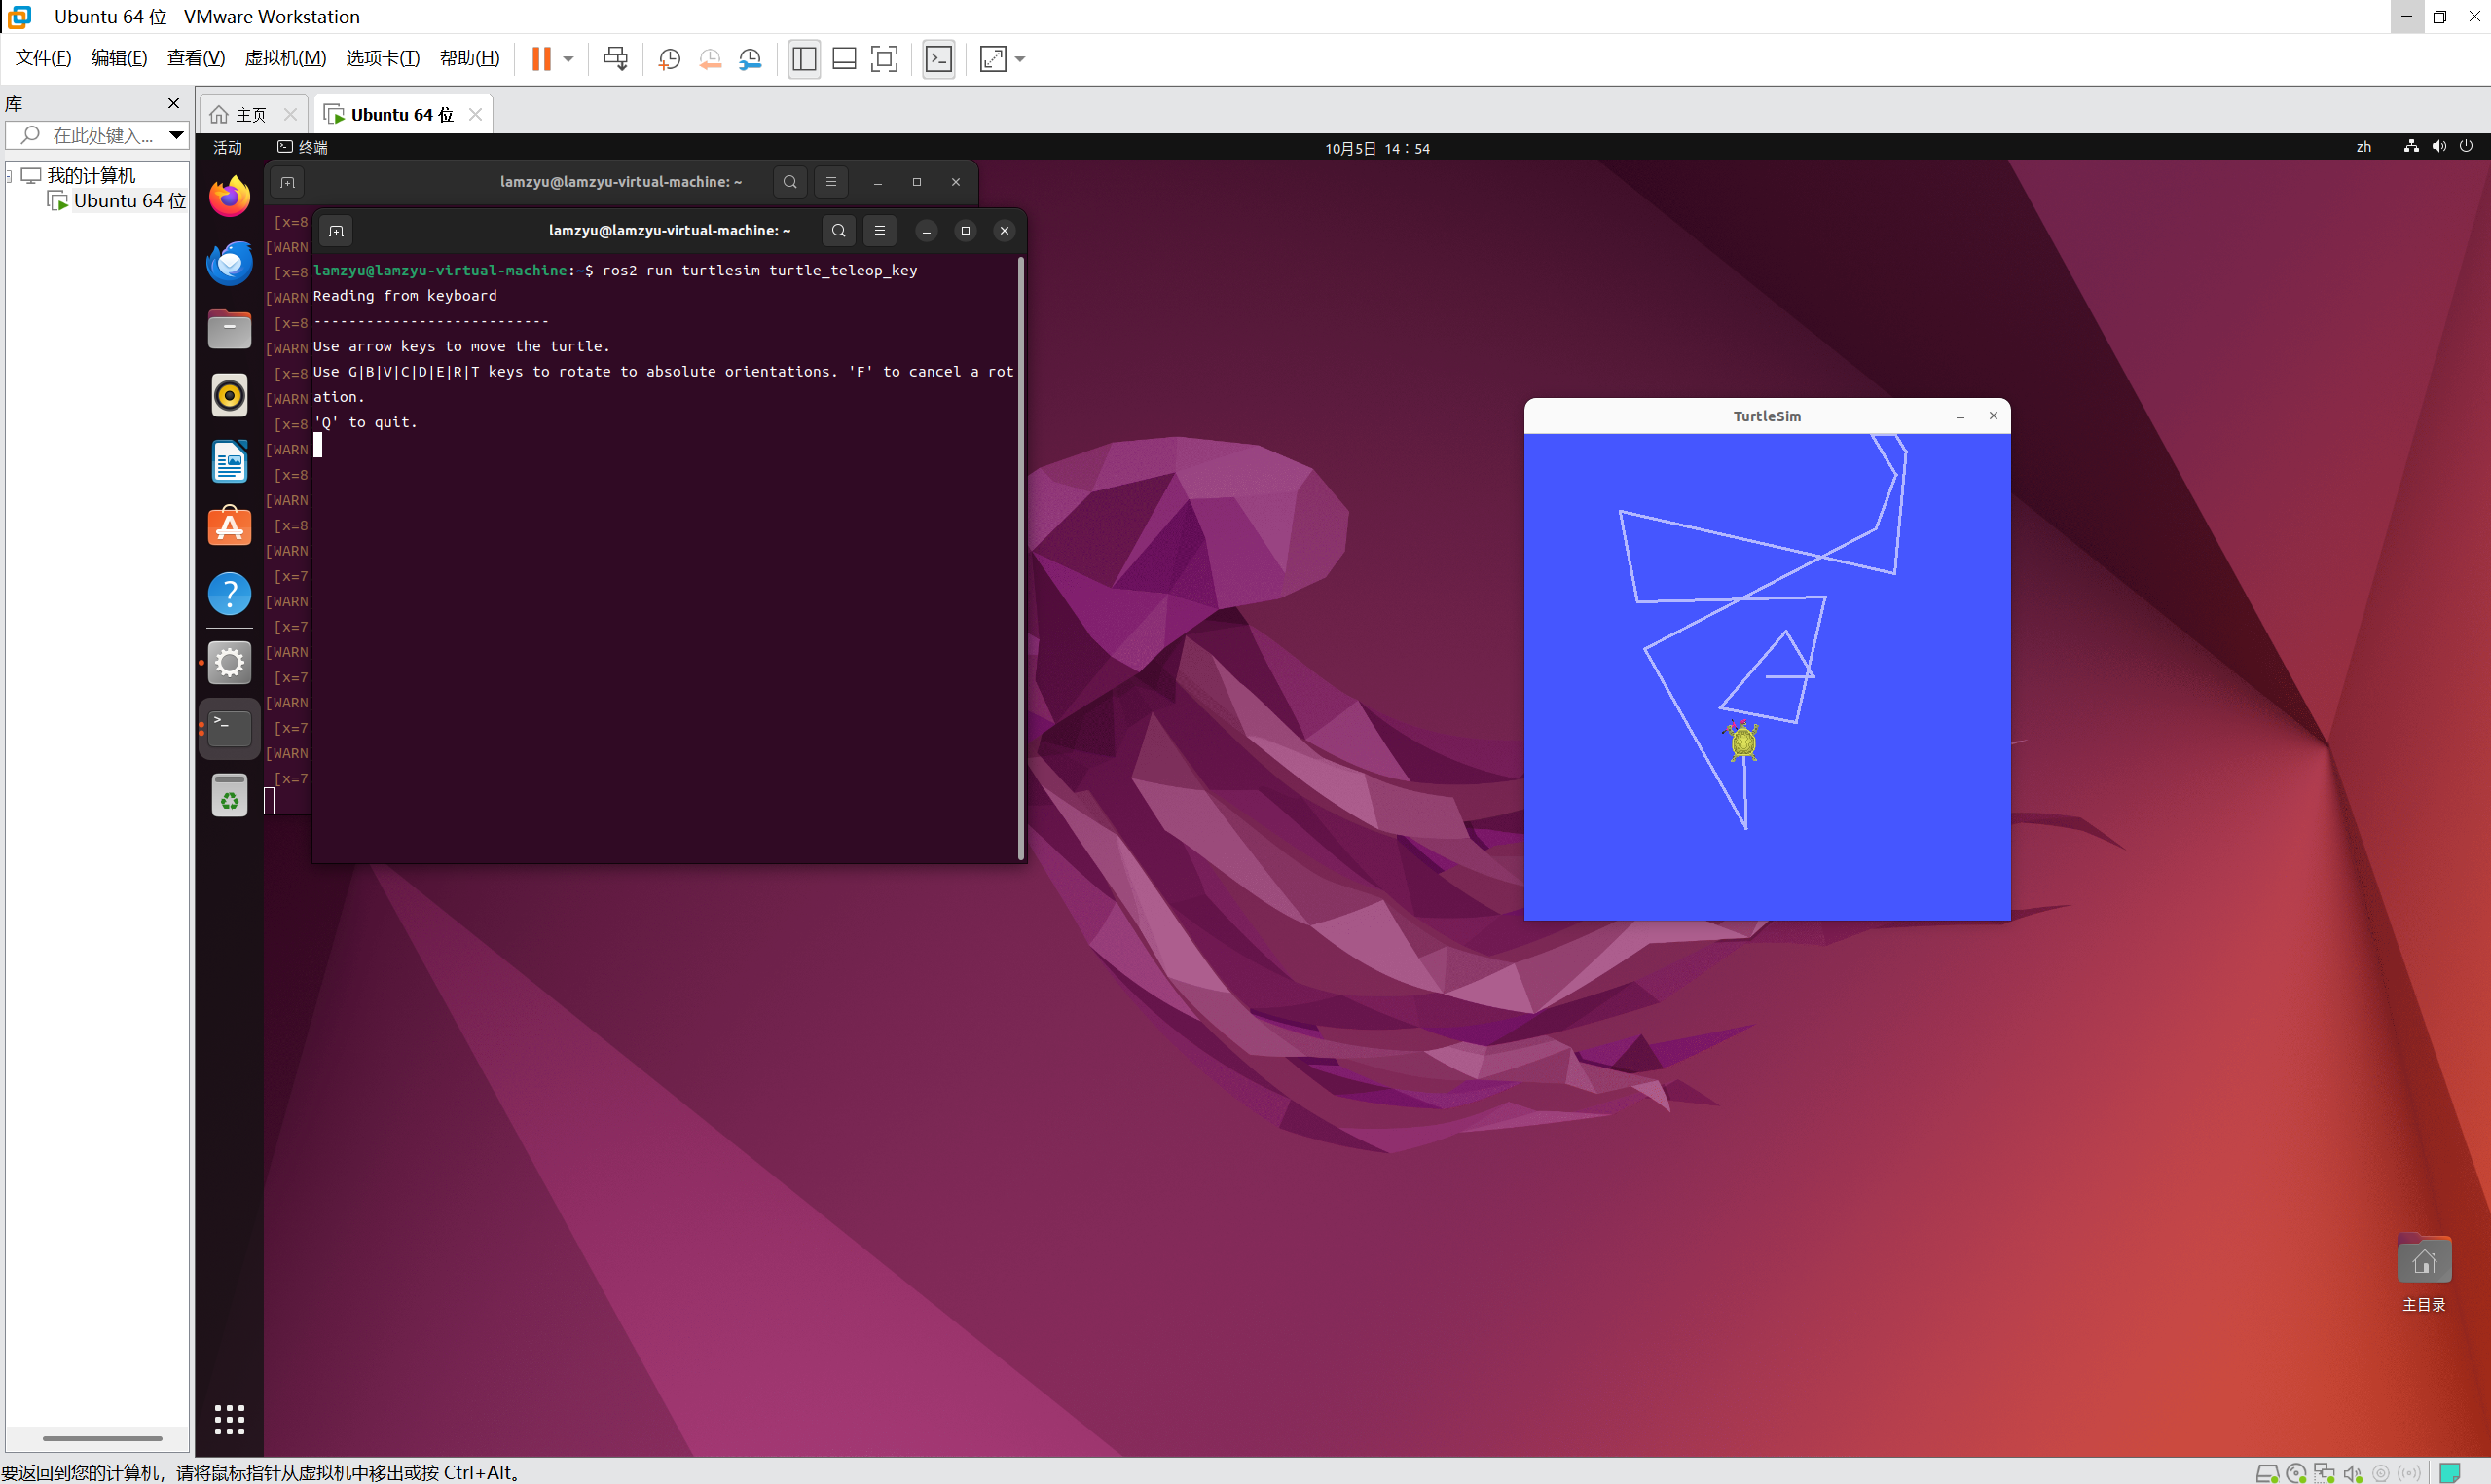 Ubuntu 64 位 - VMware Workstation
文件(F) 编辑(E) 查看(V) 虚拟机(M) 选项卡(T) 帮助(H)
库
在此处键入...
我的计算机
Ubuntu 64 位
主页
Ubuntu 64 位
活动
终端
10月5日 14：54
zh
lamzyu@lamzyu-virtual-machine: ~
[x=8
[WARN
[x=8
[WARN
[x=8
[WARN
[x=8
[WARN
[x=8
[WARN
[x=8
[WARN
[x=8
[WARN
[x=7
[WARN
[x=7
[WARN
[x=7
[WARN
[x=7
[WARN
[x=7
lamzyu@lamzyu-virtual-machine: ~
lamzyu@lamzyu-virtual-machine:~$ ros2 run turtlesim turtle_teleop_key
Reading from keyboard
---------------------------
Use arrow keys to move the turtle.
Use G|B|V|C|D|E|R|T keys to rotate to absolute orientations. 'F' to cancel a rot
ation.
'Q' to quit.
TurtleSim
主目录
要返回到您的计算机，请将鼠标指针从虚拟机中移出或按 Ctrl+Alt。